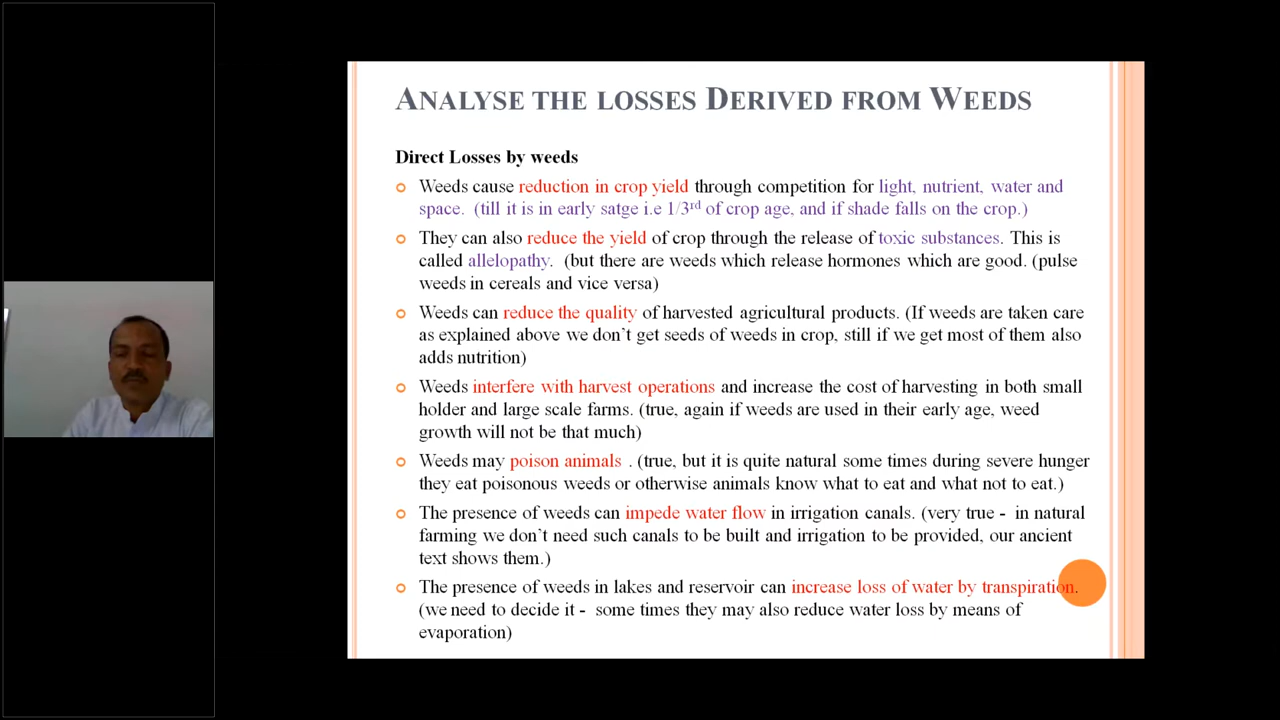 ANALYSE THE LOSSES DERIVED FROM WEEDS
Direct Losses by weeds
Weeds cause reduction in crop yield through competition for light, nutrient, water and
space. (till it is in early satge i.e 1/3rd of crop age, and if shade falls on the crop.)
They can also reduce the yield of crop through the release of toxic substances. This is
called allelopathy. (but there are weeds which release hormones which are good. (pulse
weeds in cereals and vice versa)
Weeds can reduce the quality of harvested agricultural products. (If weeds are taken care
as explained above we don't get seeds of weeds in crop, still if we get most of them also
adds nutrition)
Weeds interfere with harvest operations and increase the cost of harvesting in both small
holder and large scale farms. (true, again if weeds are used in their early age, weed
growth will not be that much)
Weeds may poison animals . (true, but it is quite natural some times during severe hunger
they eat poisonous weeds or otherwise animals know what to eat and what not to eat.)
The presence of weeds can impede water flow in irrigation canals. (very true - in natural
farming we don't need such canals to be built and irrigation to be provided, our ancient
text shows them.)
The presence of weeds in lakes and reservoir can increase loss of water by transpiration.
(we need to decide it - some times they may also reduce water loss by means of
evaporation)